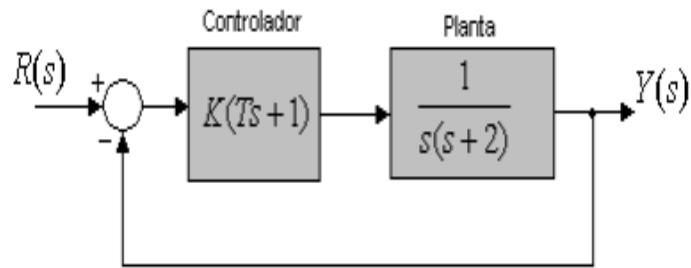 Controlador
Planta
R(s)
+
-
K(Ts+1)
1
s(s+2)
Y(s)